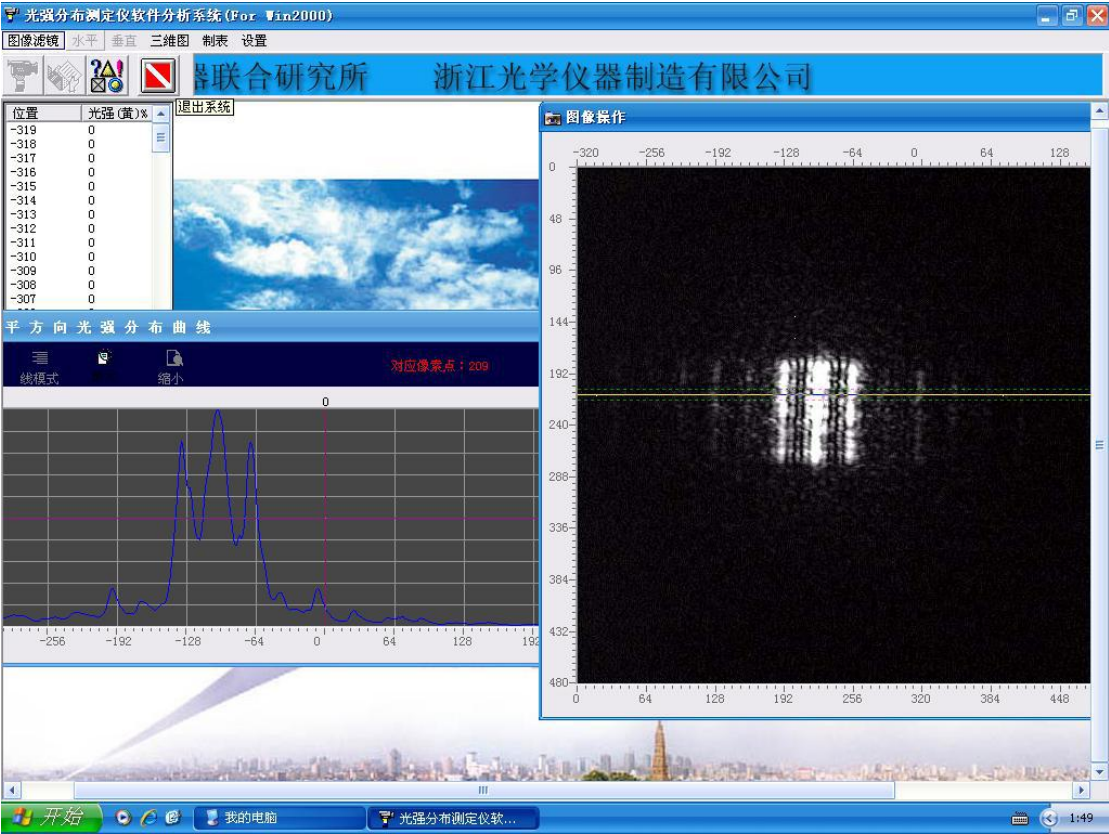 光强分布测定仪软件分析系统(For Win2000)
图像滤镜 水平 垂直 三维图 制表 设置
器联合研究所 浙江光学仪器制造有限公司
退出系统
位置 光强(黄)%
-319 0
-318 0
-317 0
-316 0
-315 0
-314 0
-313 0
-312 0
-311 0
-310 0
-309 0
-308 0
-307 0
平方向光强分布曲线
线模式 缩小 对应像素点:209
0
-256 -192 -128 -64 0 64 128 192
图像操作
-320 -256 -192 -128 -64 0 64 128
0
48
96
144
192
240
288
336
384
432
480
0 64 128 192 256 320 384 448
开始 我的电脑 光强分布测定仪软... 1:49